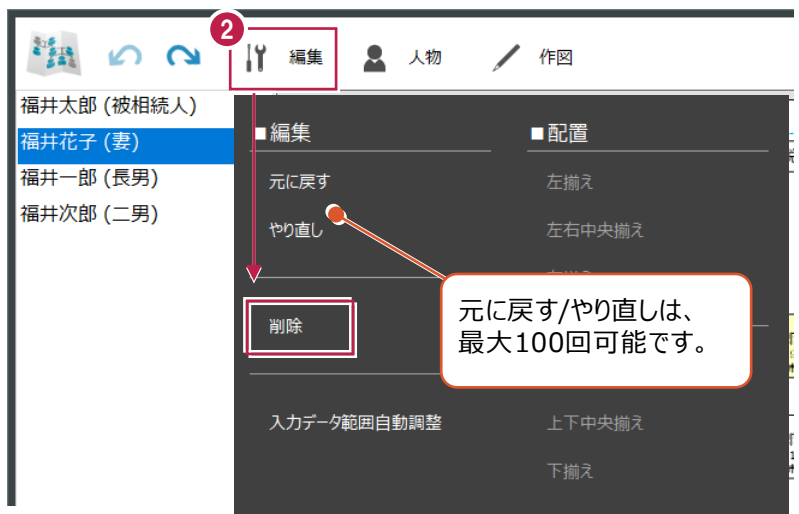 2
編集
人物
作図
福井太郎 (被相続人)
福井花子 (妻)
福井一郎 (長男)
福井次郎 (二男)
■編集
元に戻す
やり直し
削除
入力データ範囲自動調整
■配置
左揃え
左右中央揃え
上下中央揃え
下揃え
元に戻す/やり直しは、
最大100回可能です。